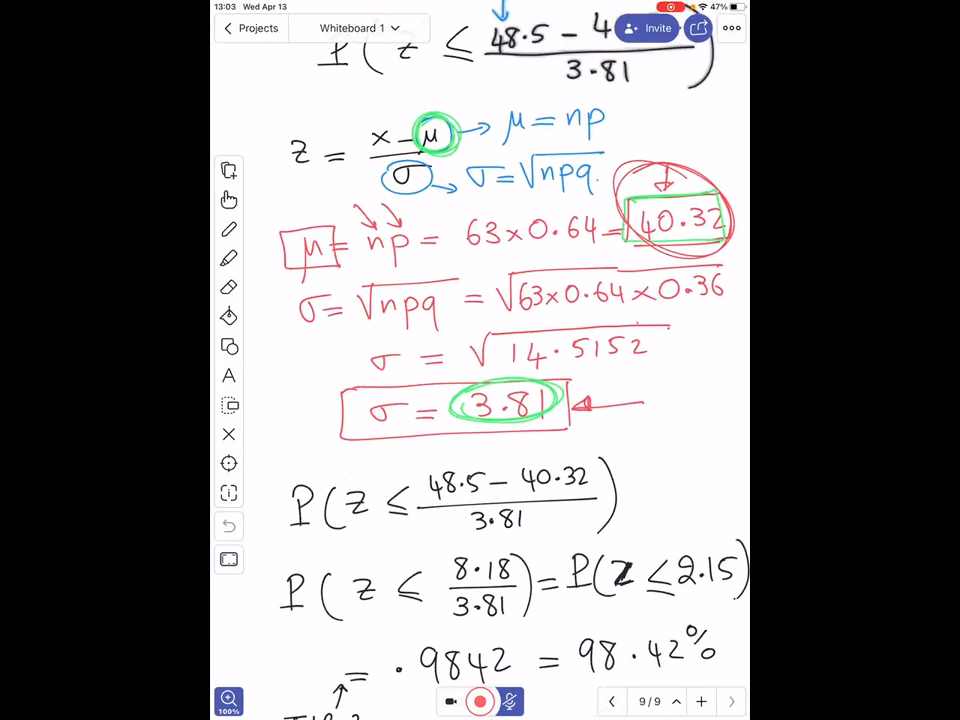 13:03 Wed Apr 13 47%
Projects Whiteboard 1 Invite
P ( z ≤ 48.5 - 4 / 3.81 )
z = x - μ / σ → μ = np
→ σ = √npq.
μ = np = 63 x 0.64 = 40.32
σ = √npq = √63x0.64 x 0.36
σ = √14.5152
σ = 3.81
P ( z ≤ 48.5 - 40.32 / 3.81 )
P ( z ≤ 8.18 / 3.81 ) = P( z ≤ 2.15 )
= .9842 = 98.42%
100% 9/9